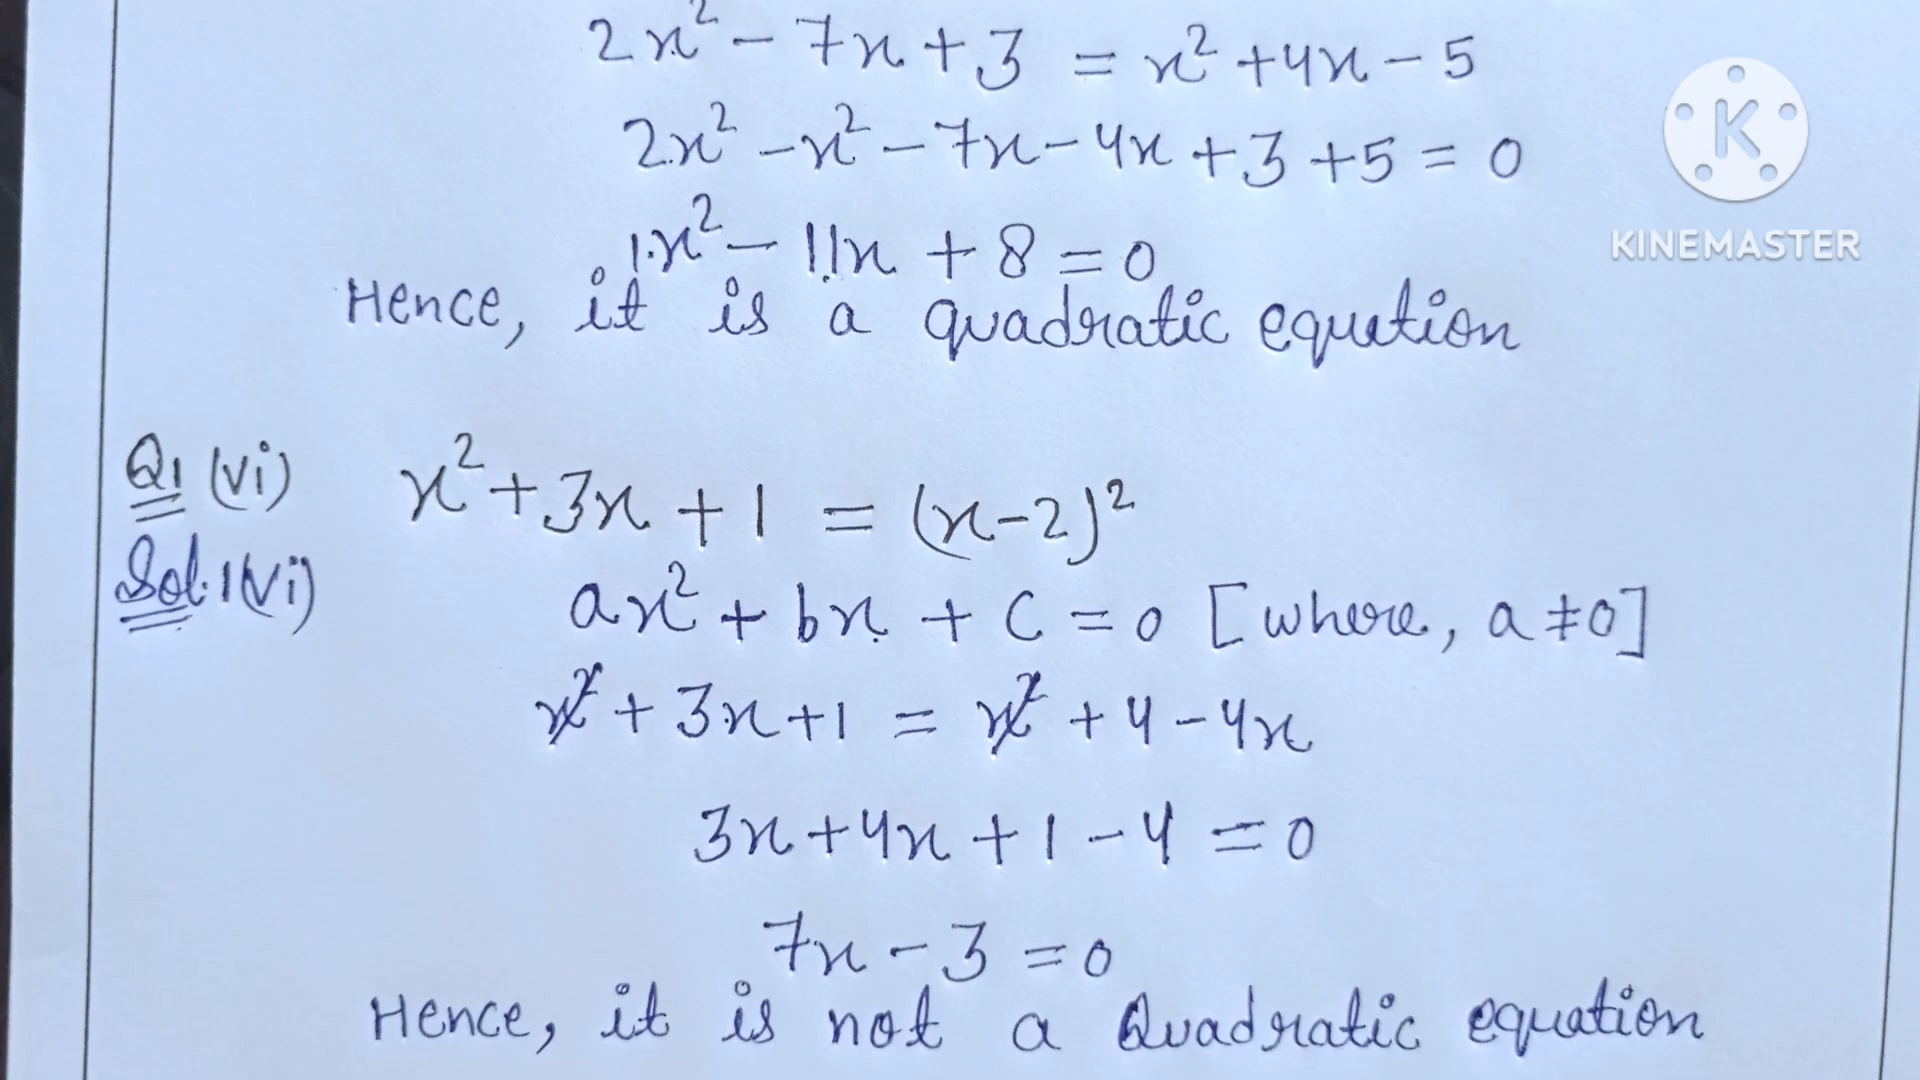 2x² - 7x + 3 = x² + 4x - 5
2x² - x² - 7x - 4x + 3 + 5 = 0
1x² - 11x + 8 = 0
Hence, it is a quadratic equation
Q1 (vi) x² + 3x + 1 = (x-2)²
Sol. 1(vi)
ax² + bx + c = 0 [where, a ≠ 0]
x² + 3x + 1 = x² + 4 - 4x
3x + 4x + 1 - 4 = 0
7x - 3 = 0
Hence, it is not a Quadratic equation
K
KINEMASTER